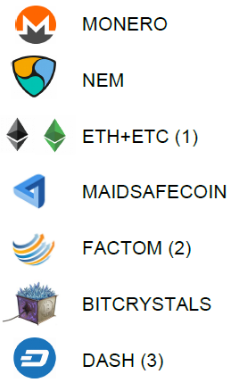 MONERO
NEM
ETH+ETC (1)
MAIDSAFECOIN
FACTOM (2)
BITCRYSTALS
DASH (3)